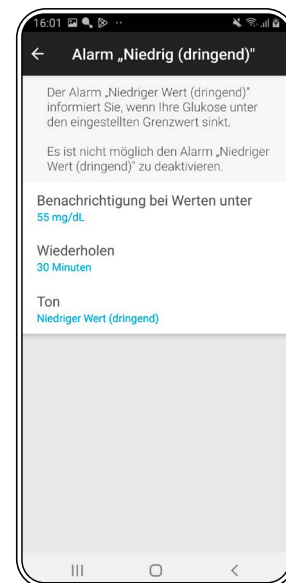 16:01
Alarm „Niedrig (dringend)"
Der Alarm „Niedriger Wert (dringend)"
informiert Sie, wenn Ihre Glukose unter
den eingestellten Grenzwert sinkt.
Es ist nicht möglich den Alarm „Niedriger
Wert (dringend)" zu deaktivieren.
Benachrichtigung bei Werten unter
55 mg/dL
Wiederholen
30 Minuten
Ton
Niedriger Wert (dringend)